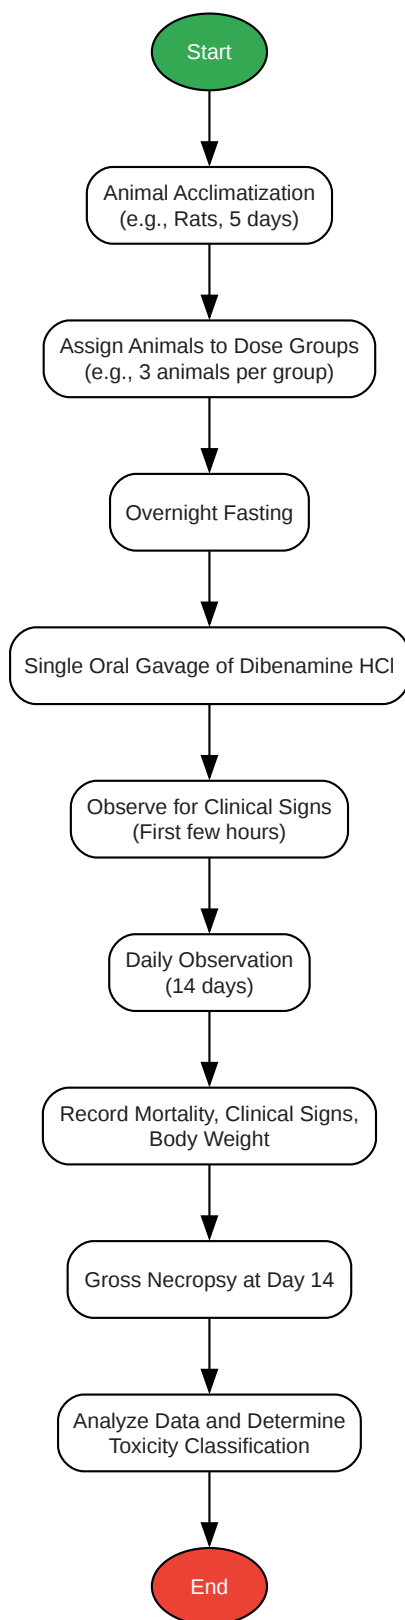 Start
Animal Acclimatization
(e.g., Rats, 5 days)
Assign Animals to Dose Groups
(e.g., 3 animals per group)
Overnight Fasting
Single Oral Gavage of Dibenamine HCl
Observe for Clinical Signs
(First few hours)
Daily Observation
(14 days)
Record Mortality, Clinical Signs,
Body Weight
Gross Necropsy at Day 14
Analyze Data and Determine
Toxicity Classification
End